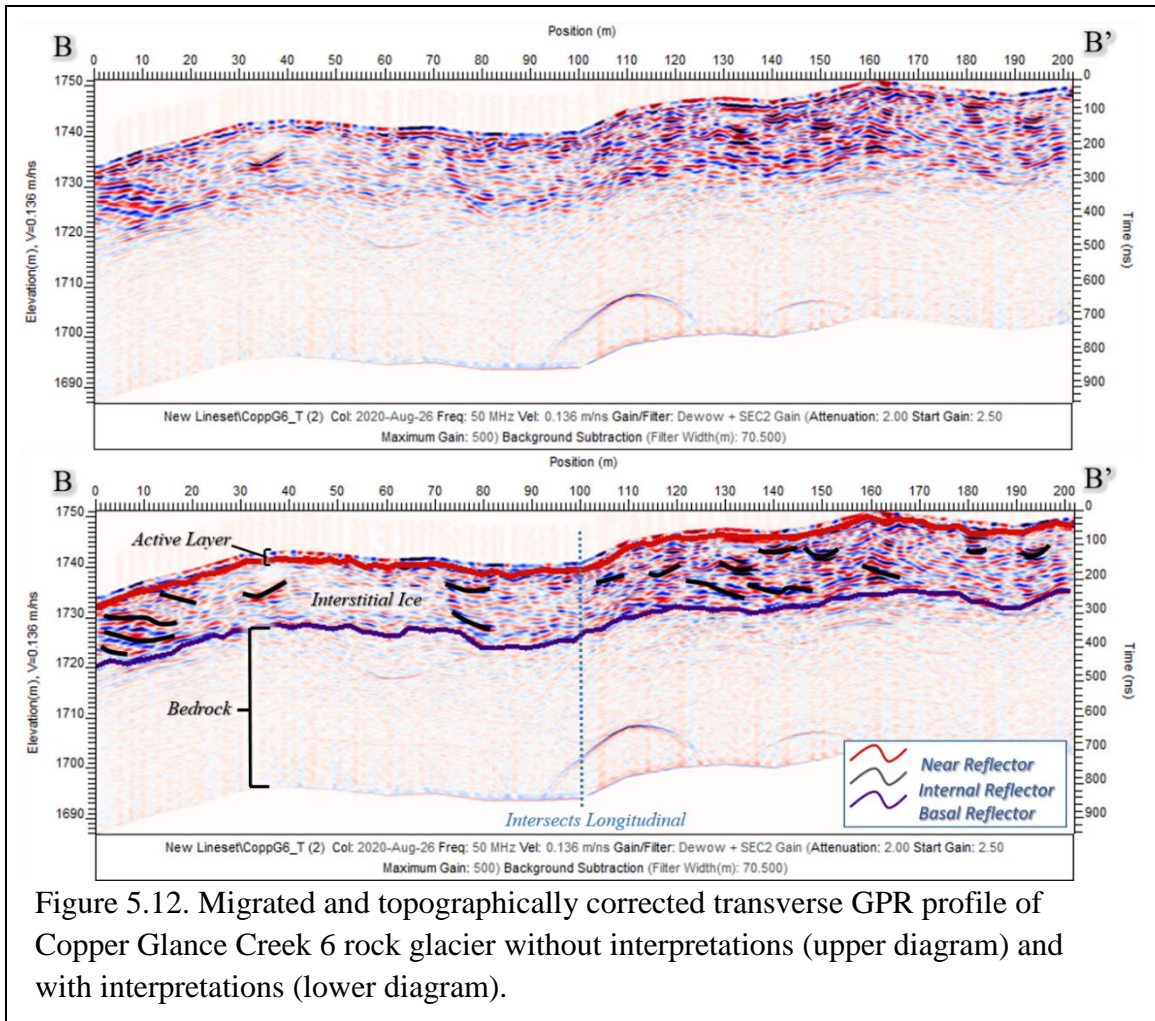 Position (m)
B B'
0 10 20 30 40 50 60 70 80 90 100 110 120 130 140 150 160 170 180 190 200
1750
1740
1730
1720
1710
1700
1690
Elevation(m), V=0.136 m/ns
0
100
200
300
400
500
600
700
800
900
Time (ns)
New Lineset\CoppG6_T (2) Col: 2020-Aug-26 Freq: 50 MHz Vel: 0.136 m/ns Gain/Filter: Dewow + SEC2 Gain (Attenuation: 2.00 Start Gain: 2.50
Maximum Gain: 500) Background Subtraction (Filter Width(m): 70.500)
Position (m)
B B'
0 10 20 30 40 50 60 70 80 90 100 110 120 130 140 150 160 170 180 190 200
1750
1740
1730
1720
1710
1700
1690
Elevation(m), V=0.136 m/ns
Active Layer
Interstitial Ice
Bedrock
Intersects Longitudinal
Near Reflector
Internal Reflector
Basal Reflector
0
100
200
300
400
500
600
700
800
900
Time (ns)
New Lineset\CoppG6_T (2) Col: 2020-Aug-26 Freq: 50 MHz Vel: 0.136 m/ns Gain/Filter: Dewow + SEC2 Gain (Attenuation: 2.00 Start Gain: 2.50
Maximum Gain: 500) Background Subtraction (Filter Width(m): 70.500)
Figure 5.12. Migrated and topographically corrected transverse GPR profile of
Copper Glance Creek 6 rock glacier without interpretations (upper diagram) and
with interpretations (lower diagram).